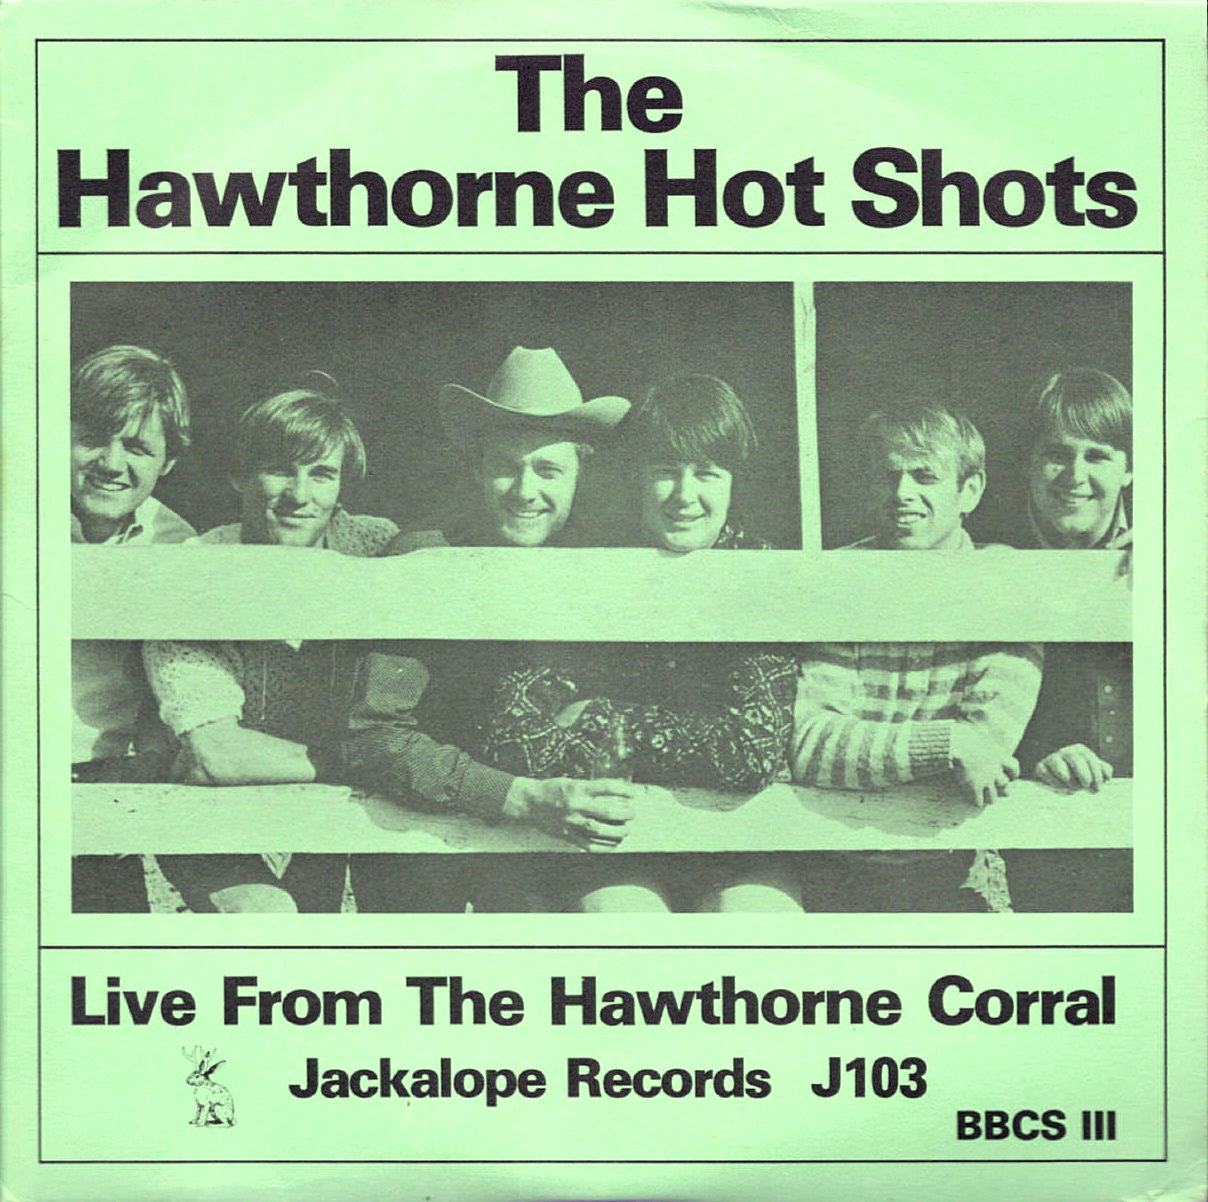 The
Hawthorne Hot Shots
Live From The Hawthorne Corral
Jackalope Records J103
BBCS III